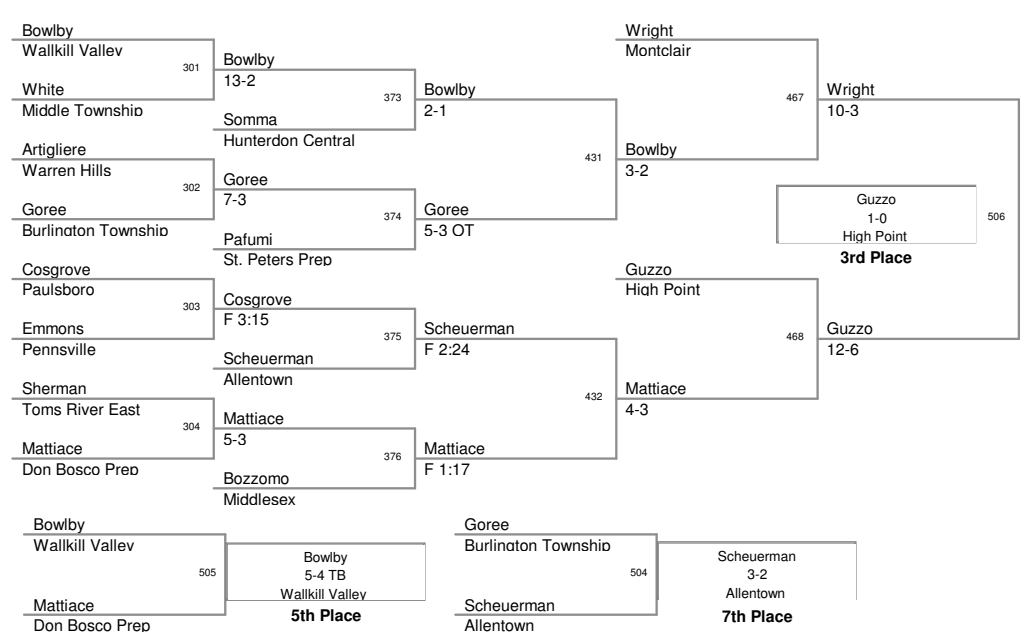 Bowlby
Wallkill Valley
301
White
Middle Township
Artigliere
Warren Hills
302
Goree
Burlington Township
Cosgrove
Paulsboro
303
Emmons
Pennsville
Sherman
Toms River East
304
Mattiace
Don Bosco Prep
Bowlby
13-2
373
Somma
Hunterdon Central
Goree
7-3
374
Pafumi
St. Peters Prep
Cosgrove
F 3:15
375
Scheuerman
Allentown
Mattiace
5-3
376
Bozzomo
Middlesex
Bowlby
2-1
431
Goree
5-3 OT
Scheuerman
F 2:24
432
Mattiace
F 1:17
Wright
Montclair
467
Bowlby
3-2
Guzzo
High Point
468
Mattiace
4-3
Wright
10-3
Guzzo
1-0
High Point
506
3rd Place
Guzzo
12-6
Bowlby
Wallkill Valley
505
Mattiace
Don Bosco Prep
Bowlby
5-4 TB
Wallkill Valley
5th Place
Goree
Burlington Township
504
Scheuerman
Allentown
Scheuerman
3-2
Allentown
7th Place